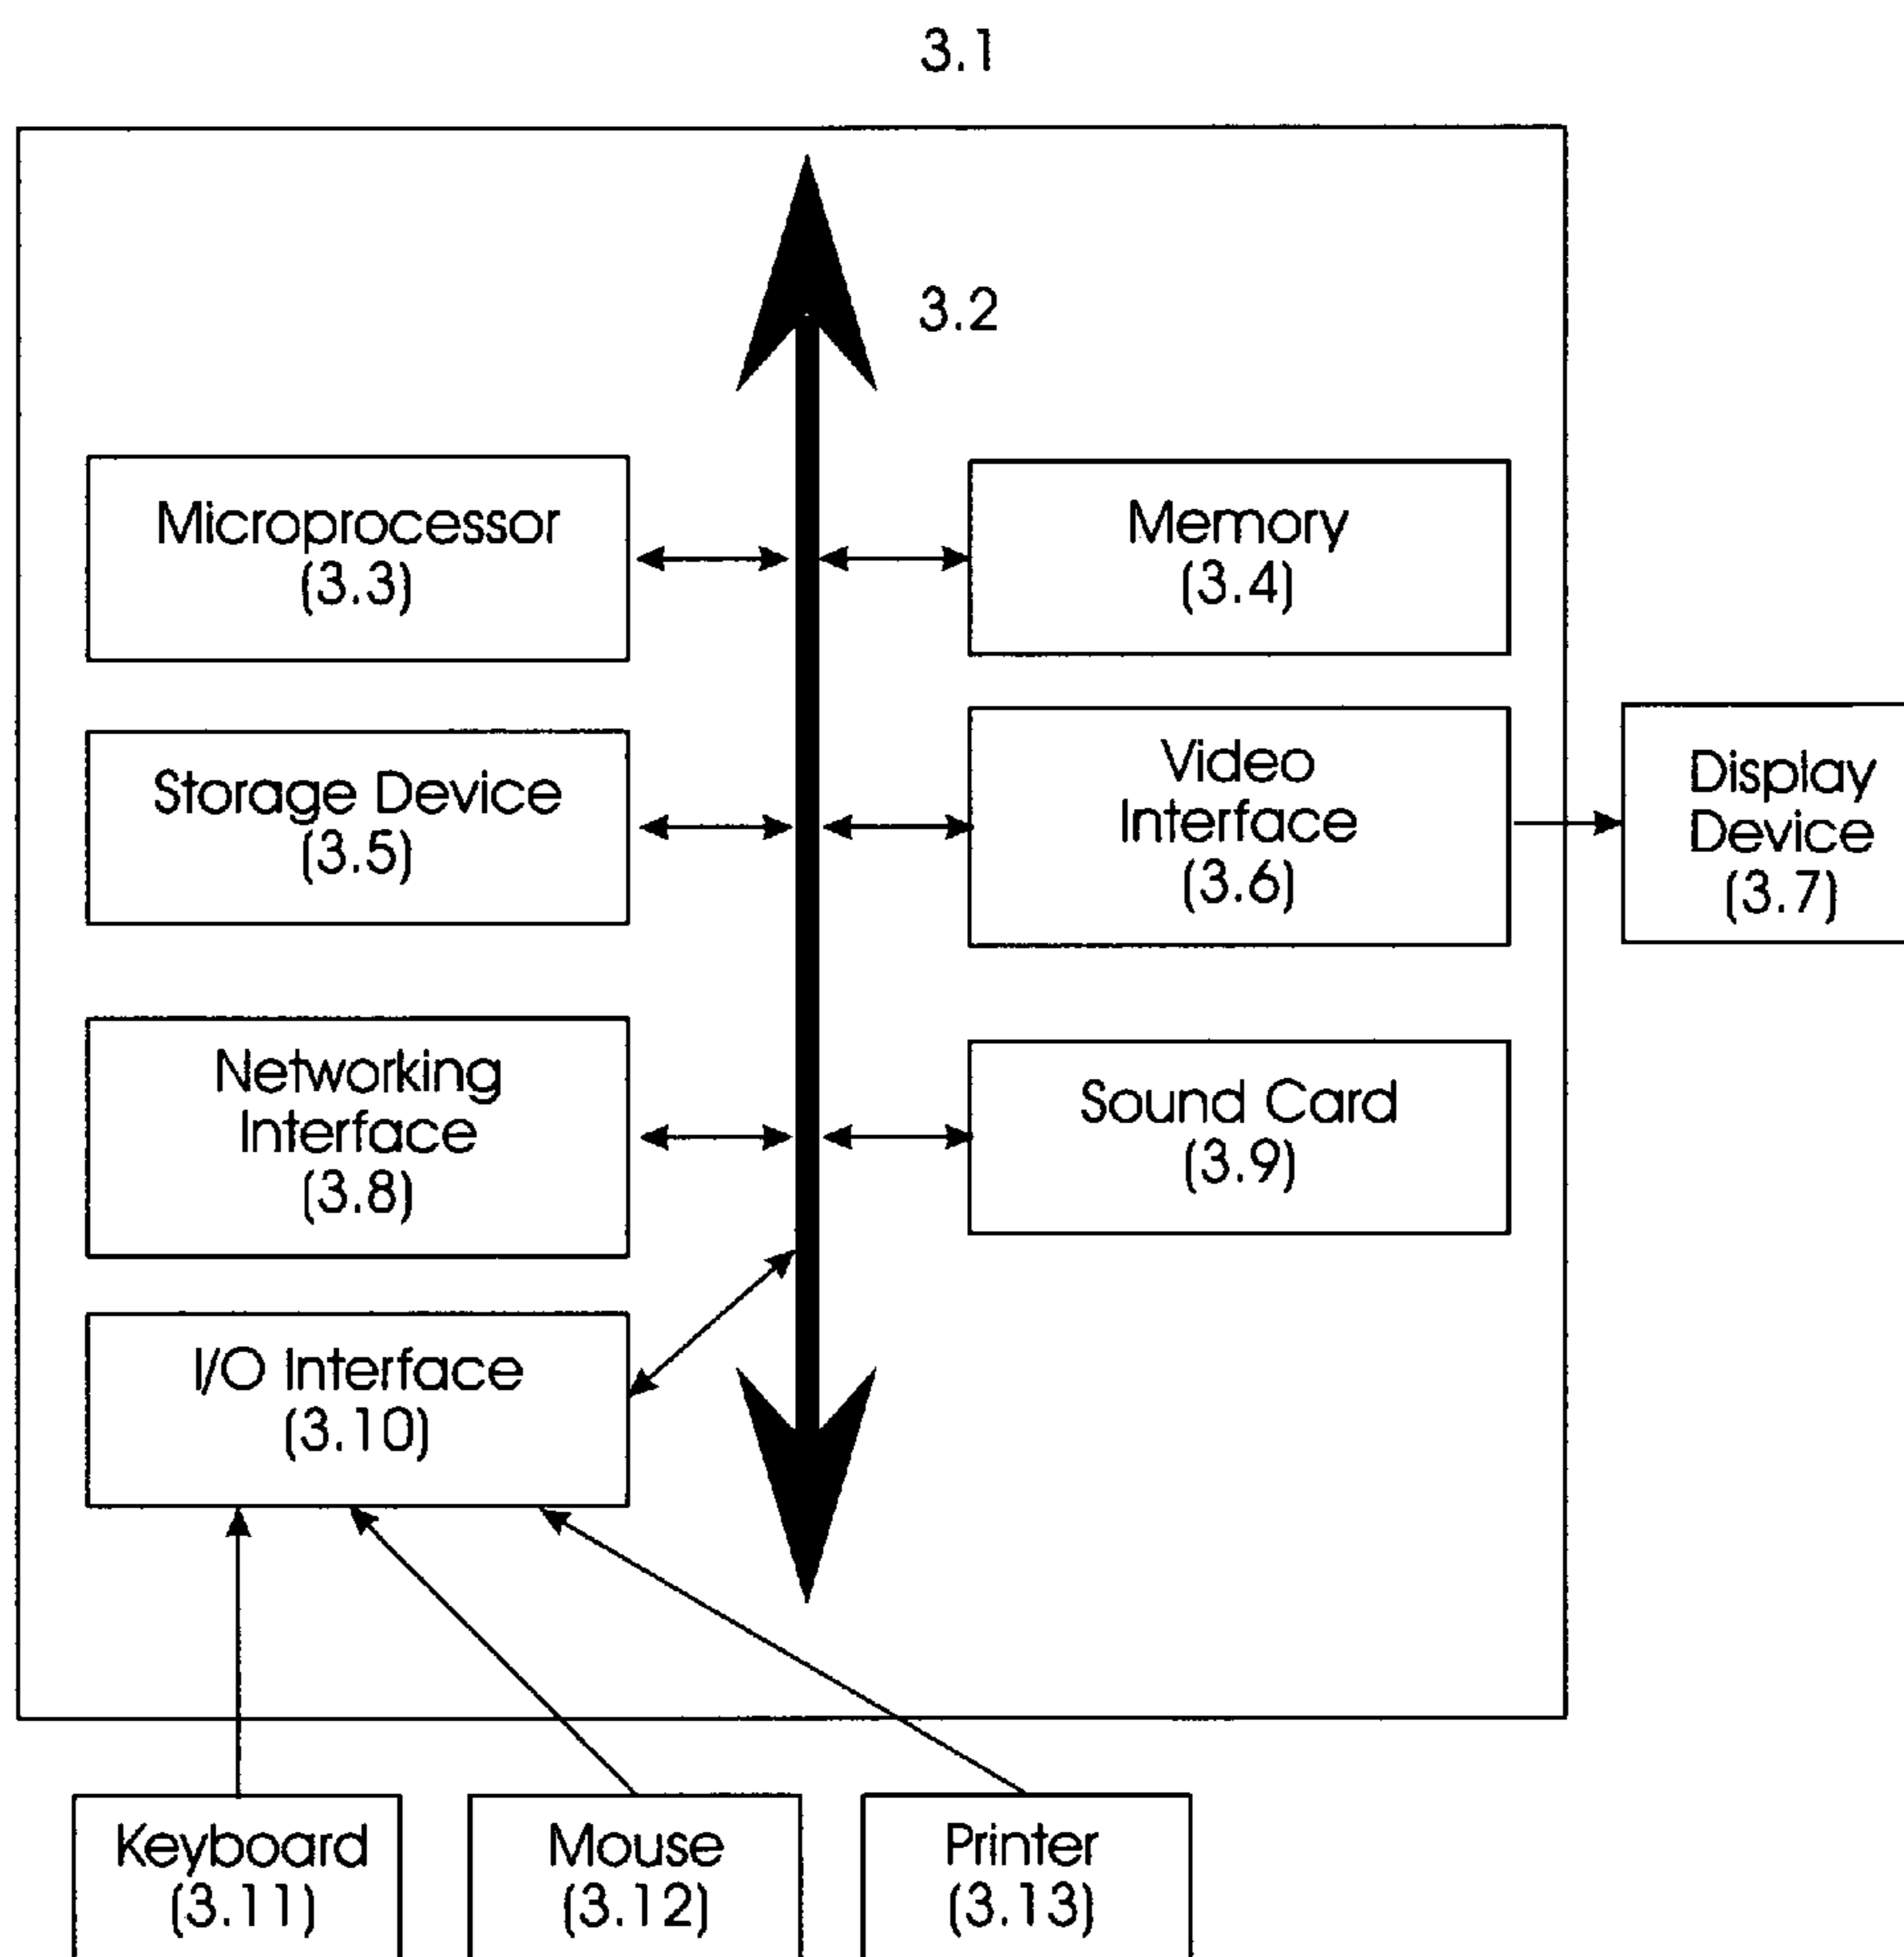 3.1
3.2
Microprocessor
(3.3)
Memory
(3.4)
Storage Device
(3.5)
Video
Interface
(3.6)
Display
Device
(3.7)
Networking
Interface
(3.8)
Sound Card
(3.9)
I/O Interface
(3.10)
Keyboard
(3.11)
Mouse
(3.12)
Printer
(3.13)